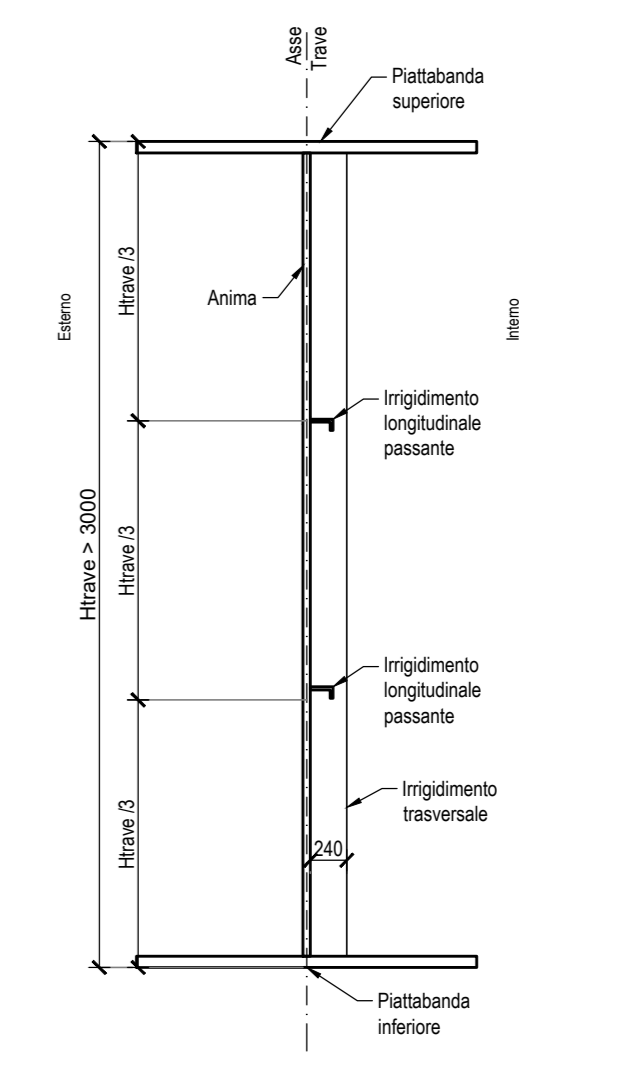 Asse
Trave
Piattabanda
superiore
Htrave /3
Anima
Esterno
Interno
Irrigidimento
longitudinale
passante
Htrave > 3000
Htrave /3
Irrigidimento
longitudinale
passante
Irrigidimento
trasversale
Htrave /3
240
Piattabanda
inferiore